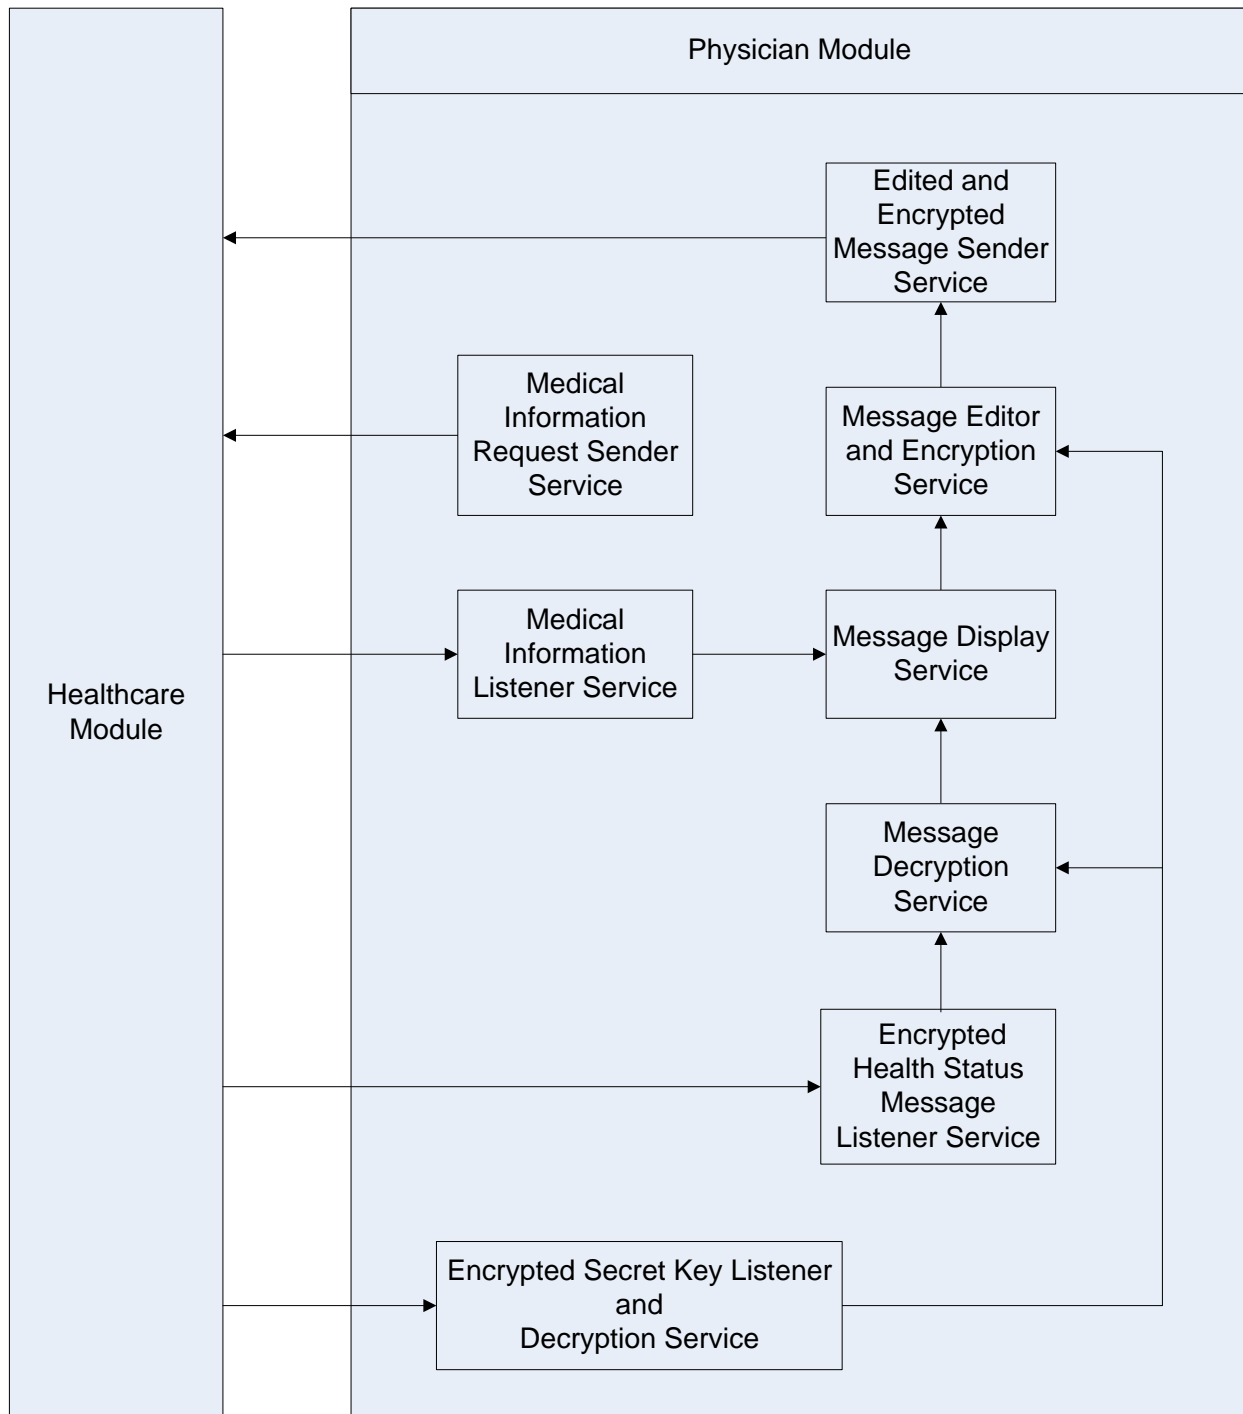 Physician Module
Edited and
Encrypted
Message Sender
Service
Medical
Information
Request Sender
Service
Message Editor
and Encryption
Service
Medical
Information
Listener Service
Message Display
Service
Healthcare
Module
Message
Decryption
Service
Encrypted
Health Status
Message
Listener Service
Encrypted Secret Key Listener
and
Decryption Service